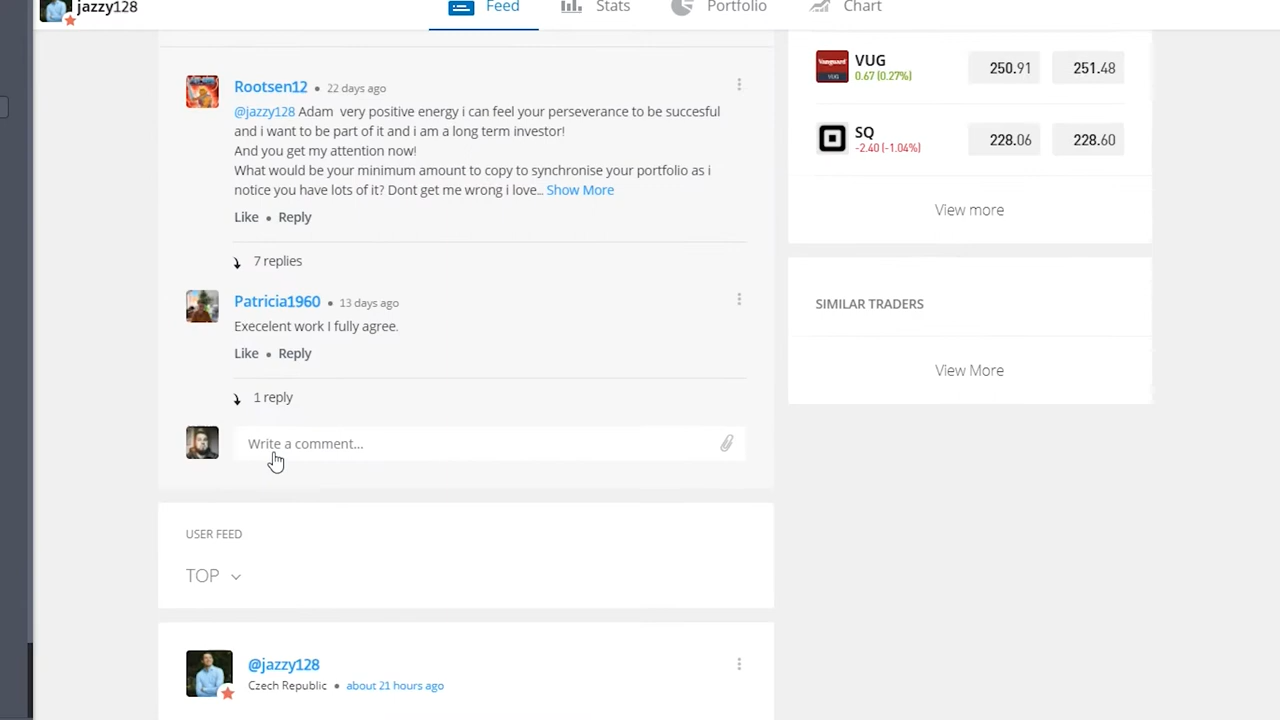 jazzy128
Feed
Stats
Portfolio
Chart
Rootsen12 • 22 days ago
@jazzy128 Adam very positive energy i can feel your perseverance to be succesful
and i want to be part of it and i am a long term investor!
And you get my attention now!
What would be your minimum amount to copy to synchronise your portfolio as i
notice you have lots of it? Dont get me wrong i love... Show More
Like • Reply
7 replies
Patricia1960 • 13 days ago
Execelent work I fully agree.
Like • Reply
1 reply
Write a comment...
USER FEED
TOP
@jazzy128
Czech Republic • about 21 hours ago
Vanguard
VUG
VUG
0.67 (0.27%)
250.91
251.48
SQ
-2.40 (-1.04%)
228.06
228.60
View more
SIMILAR TRADERS
View More